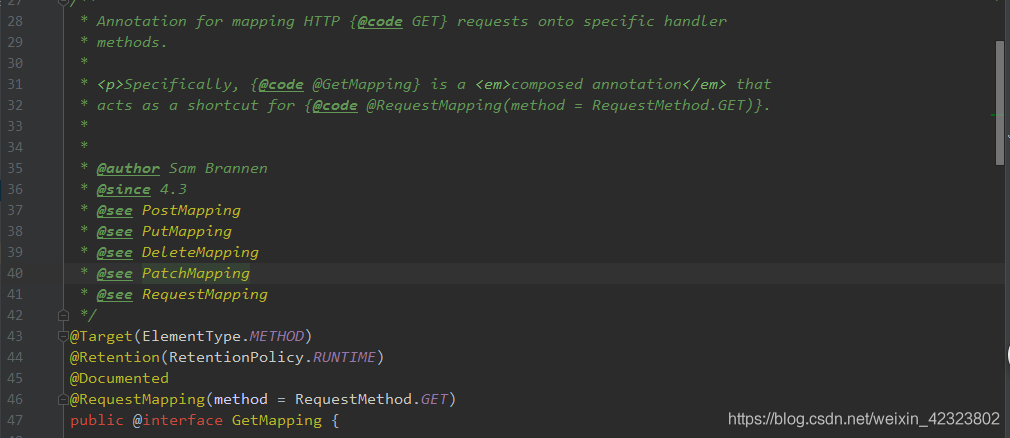 27 /**
28 * Annotation for mapping HTTP {@code GET} requests onto specific handler
29 * methods.
30 *
31 * <p>Specifically, {@code @GetMapping} is a <em>composed annotation</em> that
32 * acts as a shortcut for {@code @RequestMapping(method = RequestMethod.GET)}.
33 *
34 *
35 * @author Sam Brannen
36 * @since 4.3
37 * @see PostMapping
38 * @see PutMapping
39 * @see DeleteMapping
40 * @see PatchMapping
41 * @see RequestMapping
42 */
43 @Target(ElementType.METHOD)
44 @Retention(RetentionPolicy.RUNTIME)
45 @Documented
46 @RequestMapping(method = RequestMethod.GET)
47 public @interface GetMapping {
https://blog.csdn.net/weixin_42323802